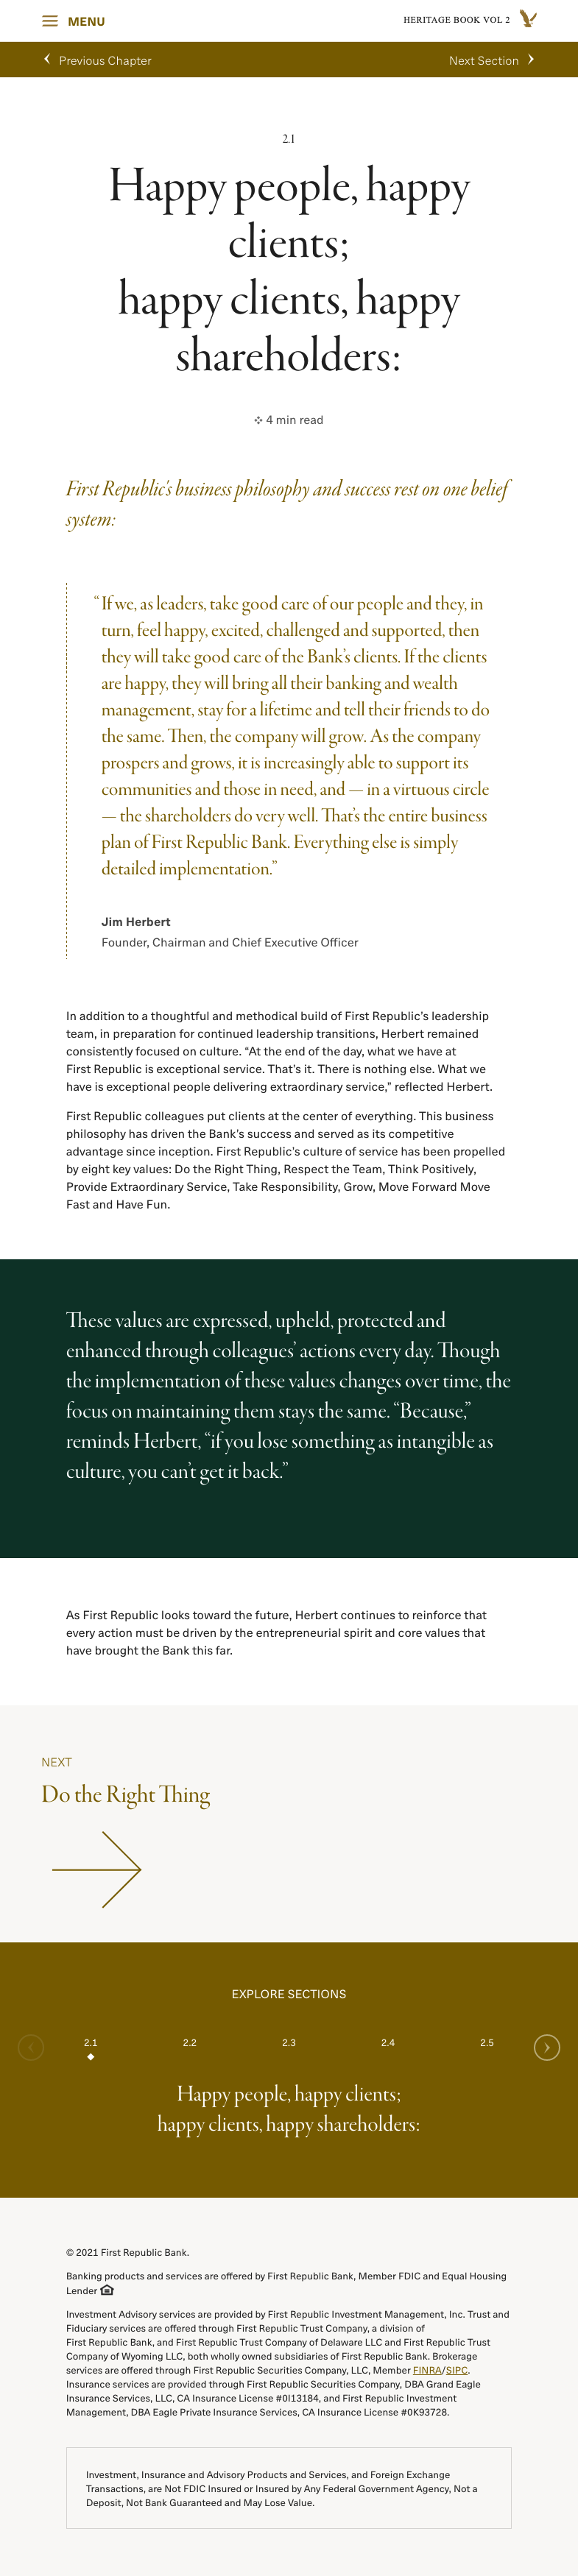 MENU
HERITAGE BOOK VOL 2
Previous Chapter
Next Section
2.1
Happy people, happy
clients;
happy clients, happy
shareholders:
4 min read
First Republic's business philosophy and success rest on one belief
system:
“If we, as leaders, take good care of our people and they, in
turn, feel happy, excited, challenged and supported, then
they will take good care of the Bank’s clients. If the clients
are happy, they will bring all their banking and wealth
management, stay for a lifetime and tell their friends to do
the same. Then, the company will grow. As the company
prospers and grows, it is increasingly able to support its
communities and those in need, and — in a virtuous circle
— the shareholders do very well. That’s the entire business
plan of First Republic Bank. Everything else is simply
detailed implementation.”
Jim Herbert
Founder, Chairman and Chief Executive Officer
In addition to a thoughtful and methodical build of First Republic’s leadership
team, in preparation for continued leadership transitions, Herbert remained
consistently focused on culture. “At the end of the day, what we have at
First Republic is exceptional service. That’s it. There is nothing else. What we
have is exceptional people delivering extraordinary service,” reflected Herbert.
First Republic colleagues put clients at the center of everything. This business
philosophy has driven the Bank’s success and served as its competitive
advantage since inception. First Republic’s culture of service has been propelled
by eight key values: Do the Right Thing, Respect the Team, Think Positively,
Provide Extraordinary Service, Take Responsibility, Grow, Move Forward Move
Fast and Have Fun.
These values are expressed, upheld, protected and
enhanced through colleagues’ actions every day. Though
the implementation of these values changes over time, the
focus on maintaining them stays the same. “Because,”
reminds Herbert, “if you lose something as intangible as
culture, you can’t get it back.”
As First Republic looks toward the future, Herbert continues to reinforce that
every action must be driven by the entrepreneurial spirit and core values that
have brought the Bank this far.
NEXT
Do the Right Thing
EXPLORE SECTIONS
2.1
2.2
2.3
2.4
2.5
Happy people, happy clients;
happy clients, happy shareholders:
© 2021 First Republic Bank.
Banking products and services are offered by First Republic Bank, Member FDIC and Equal Housing
Lender
Investment Advisory services are provided by First Republic Investment Management, Inc. Trust and
Fiduciary services are offered through First Republic Trust Company, a division of
First Republic Bank, and First Republic Trust Company of Delaware LLC and First Republic Trust
Company of Wyoming LLC, both wholly owned subsidiaries of First Republic Bank. Brokerage
services are offered through First Republic Securities Company, LLC, Member FINRA/SIPC.
Insurance services are provided through First Republic Securities Company, DBA Grand Eagle
Insurance Services, LLC, CA Insurance License #0I13184, and First Republic Investment
Management, DBA Eagle Private Insurance Services, CA Insurance License #0K93728.
Investment, Insurance and Advisory Products and Services, and Foreign Exchange
Transactions, are Not FDIC Insured or Insured by Any Federal Government Agency, Not a
Deposit, Not Bank Guaranteed and May Lose Value.